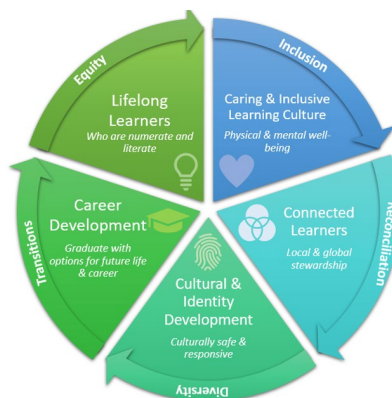 Equity
Lifelong
Learners
Who are numerate and
literate
Inclusion
Caring & Inclusive
Learning Culture
Physical & mental well-
being
Reconciliation
Connected
Learners
Local & global
stewardship
Diversity
Cultural &
Identity
Development
Culturally safe &
responsive
Transitions
Career
Development
Graduate with
options for future life
& career